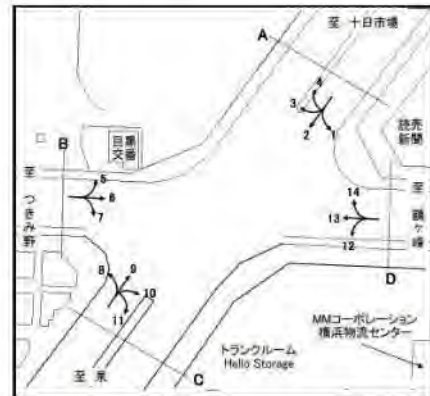 至 十日市場
A
4
3
2
1
読売
新聞
目黒
交番
B
至
つきみ野
5
6
7
14
13
12
至
鶴ヶ峰
D
8
9
10
11
MMコーポレーション
横浜物流センター
トランクルーム
Hello Storage
至
C